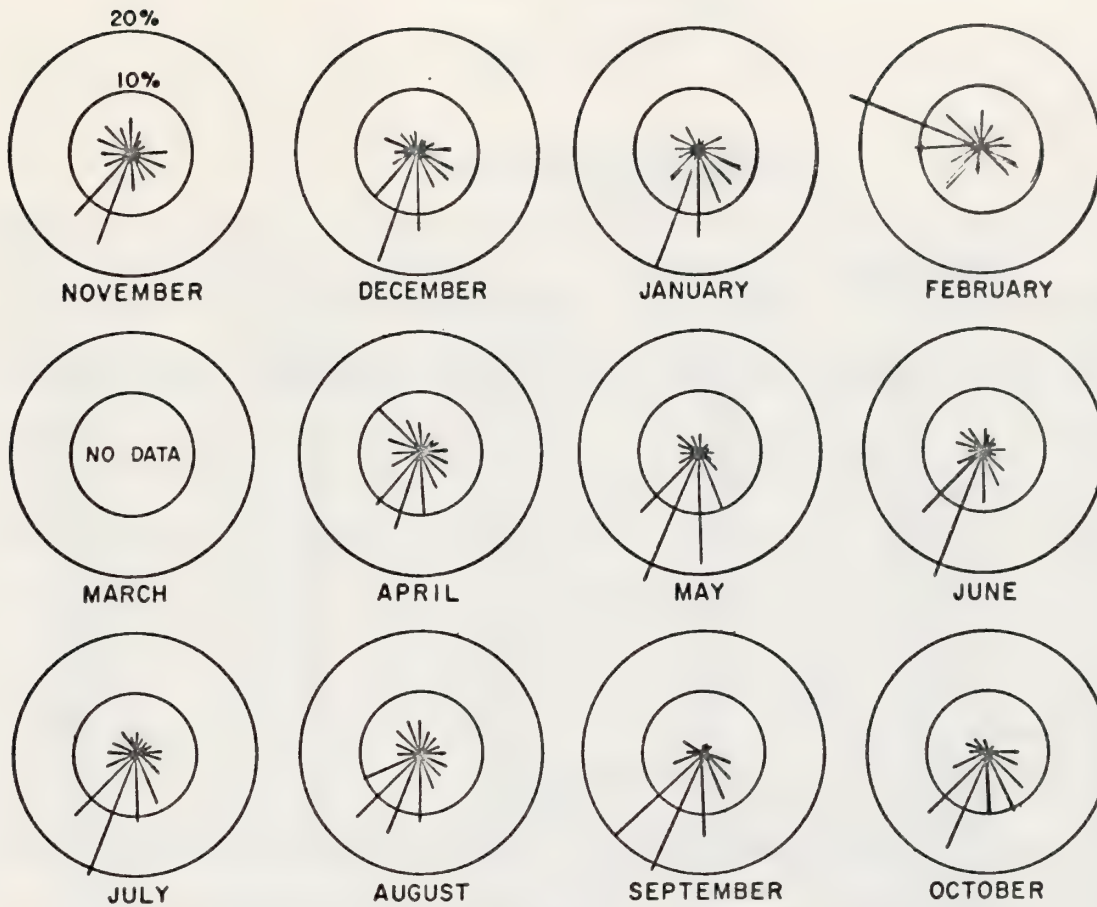 20%
10%
NOVEMBER
DECEMBER
JANUARY
FEBRUARY
NO DATA
MARCH
APRIL
MAY
JUNE
JULY
AUGUST
SEPTEMBER
OCTOBER